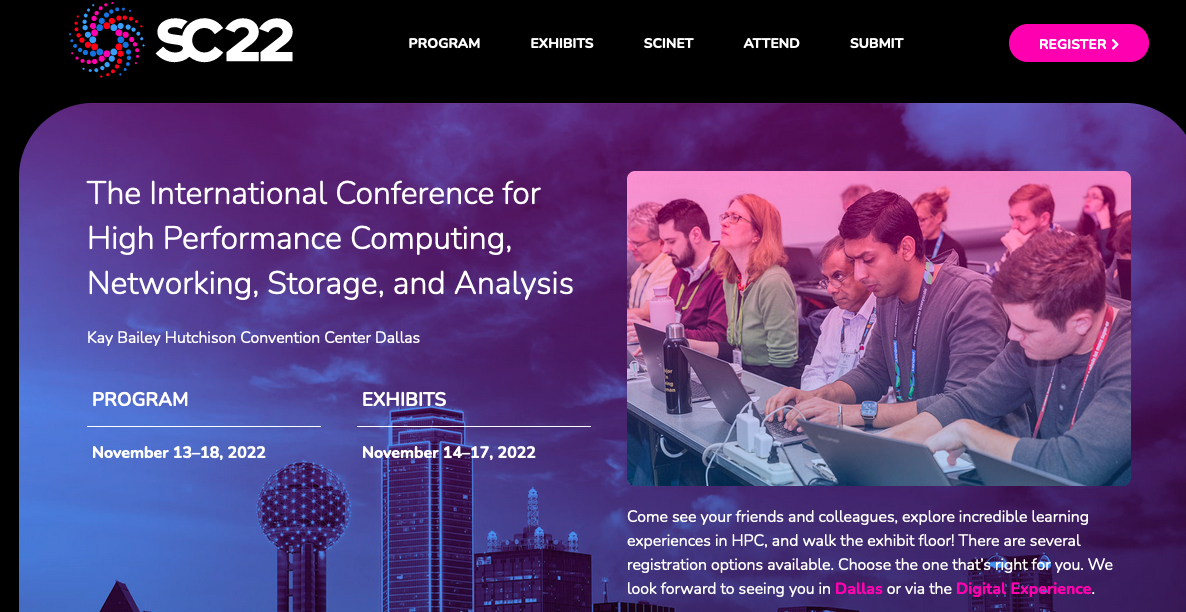 SC22
PROGRAM
EXHIBITS
SCINET
ATTEND
SUBMIT
REGISTER
The International Conference for
High Performance Computing,
Networking, Storage, and Analysis
Kay Bailey Hutchison Convention Center Dallas
PROGRAM
EXHIBITS
November 13–18, 2022
November 14–17, 2022
Come see your friends and colleagues, explore incredible learning
experiences in HPC, and walk the exhibit floor! There are several
registration options available. Choose the one that's right for you. We
look forward to seeing you in Dallas or via the Digital Experience.